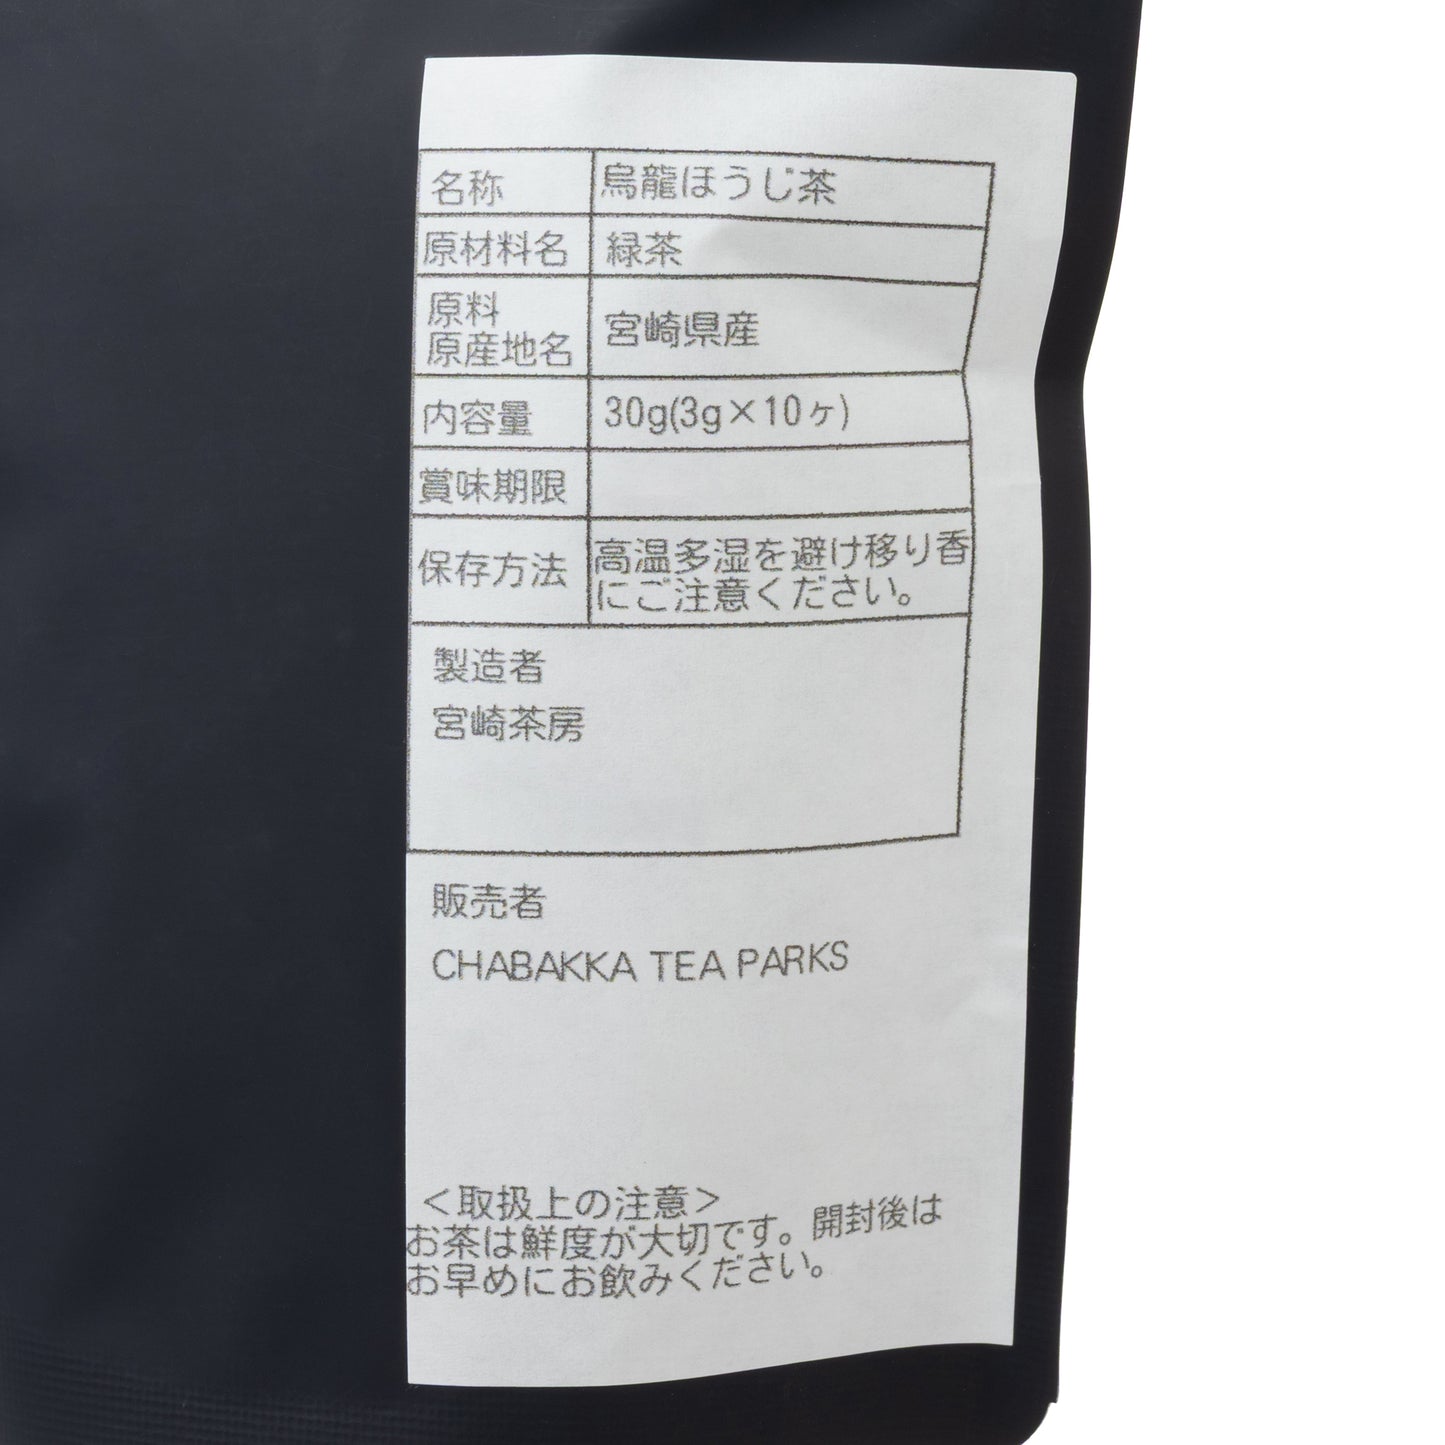 名称 烏龍ほうじ茶
原材料名 緑茶
原料
原産地名 宮崎県産
内容量 30g(3g×10ヶ)
賞味期限
保存方法 高温多湿を避け移り香
にご注意ください。
製造者
宮崎茶房
販売者
CHABAKKA TEA PARKS
＜取扱上の注意＞
お茶は鮮度が大切です。開封後は
お早めにお飲みください。